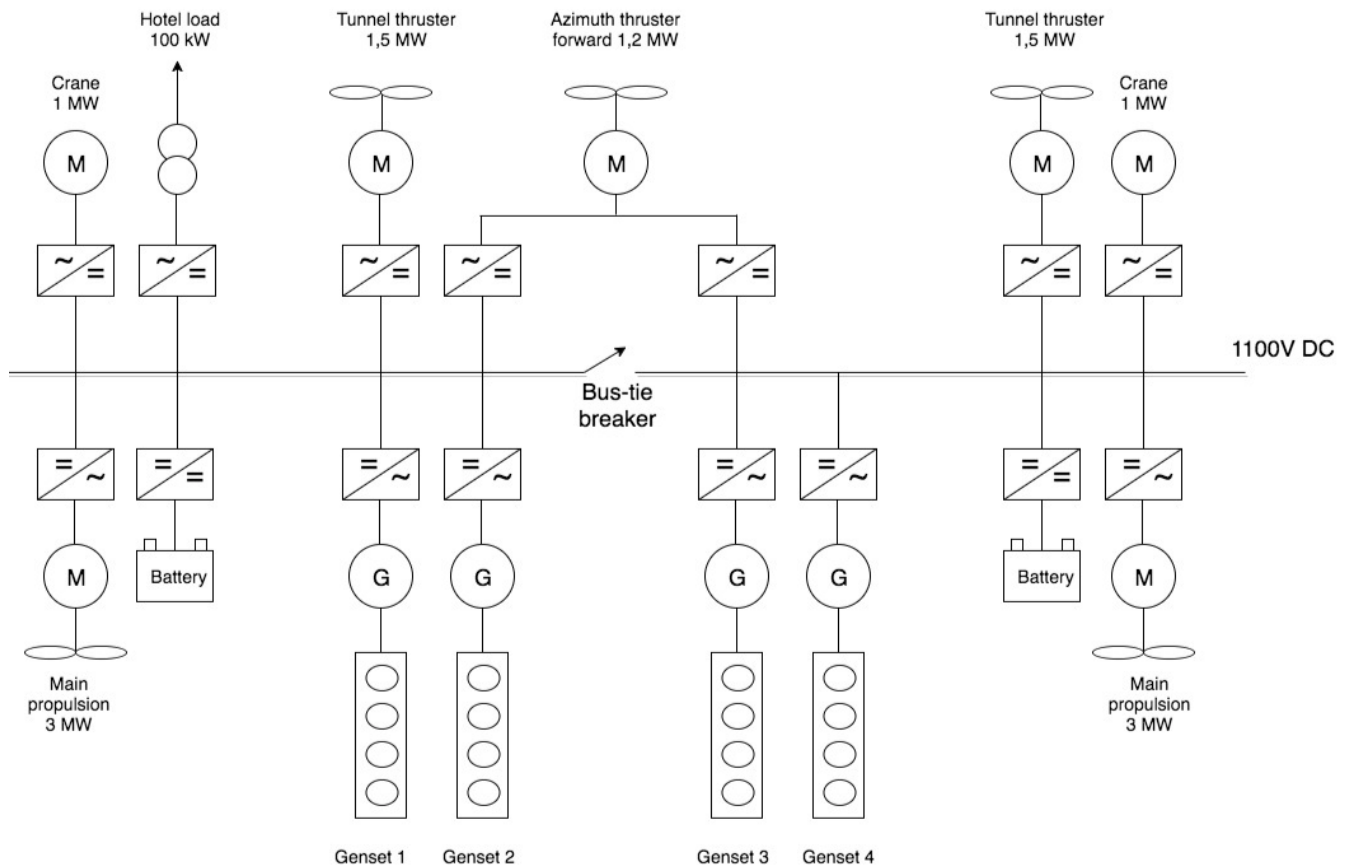 Hotel load
100 kW
Tunnel thruster
1,5 MW
Azimuth thruster
forward 1,2 MW
Tunnel thruster
1,5 MW
Crane
1 MW
Crane
1 MW
M
M
M
M
M
~
=
~
=
~
=
~
=
~
=
~
=
~
=
1100V DC
Bus-tie
breaker
=
~
=
=
=
~
=
~
=
~
=
~
=
=
=
~
M
Battery
G
G
G
G
Battery
M
Main
propulsion
3 MW
Main
propulsion
3 MW
Genset 1
Genset 2
Genset 3
Genset 4